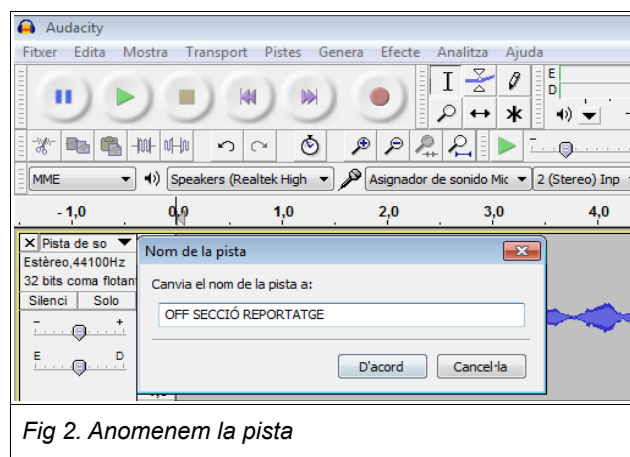 Audacity
Fitxer Edita Mostra Transport Pistes Genera Efecte Analitza Ajuda
E
D
MME Speakers (Realtek High Asignador de sonido Mic 2 (Stereo) Inp
- 1,0 0,0 1,0 2,0 3,0 4,0
Pista de so
Estèreo,44100Hz
32 bits coma flotan
Silenci Solo
- +
E D
Nom de la pista
Canvia el nom de la pista a:
OFF SECCIÓ REPORTATGE
D'acord Cancel·la
Fig 2. Anomenem la pista